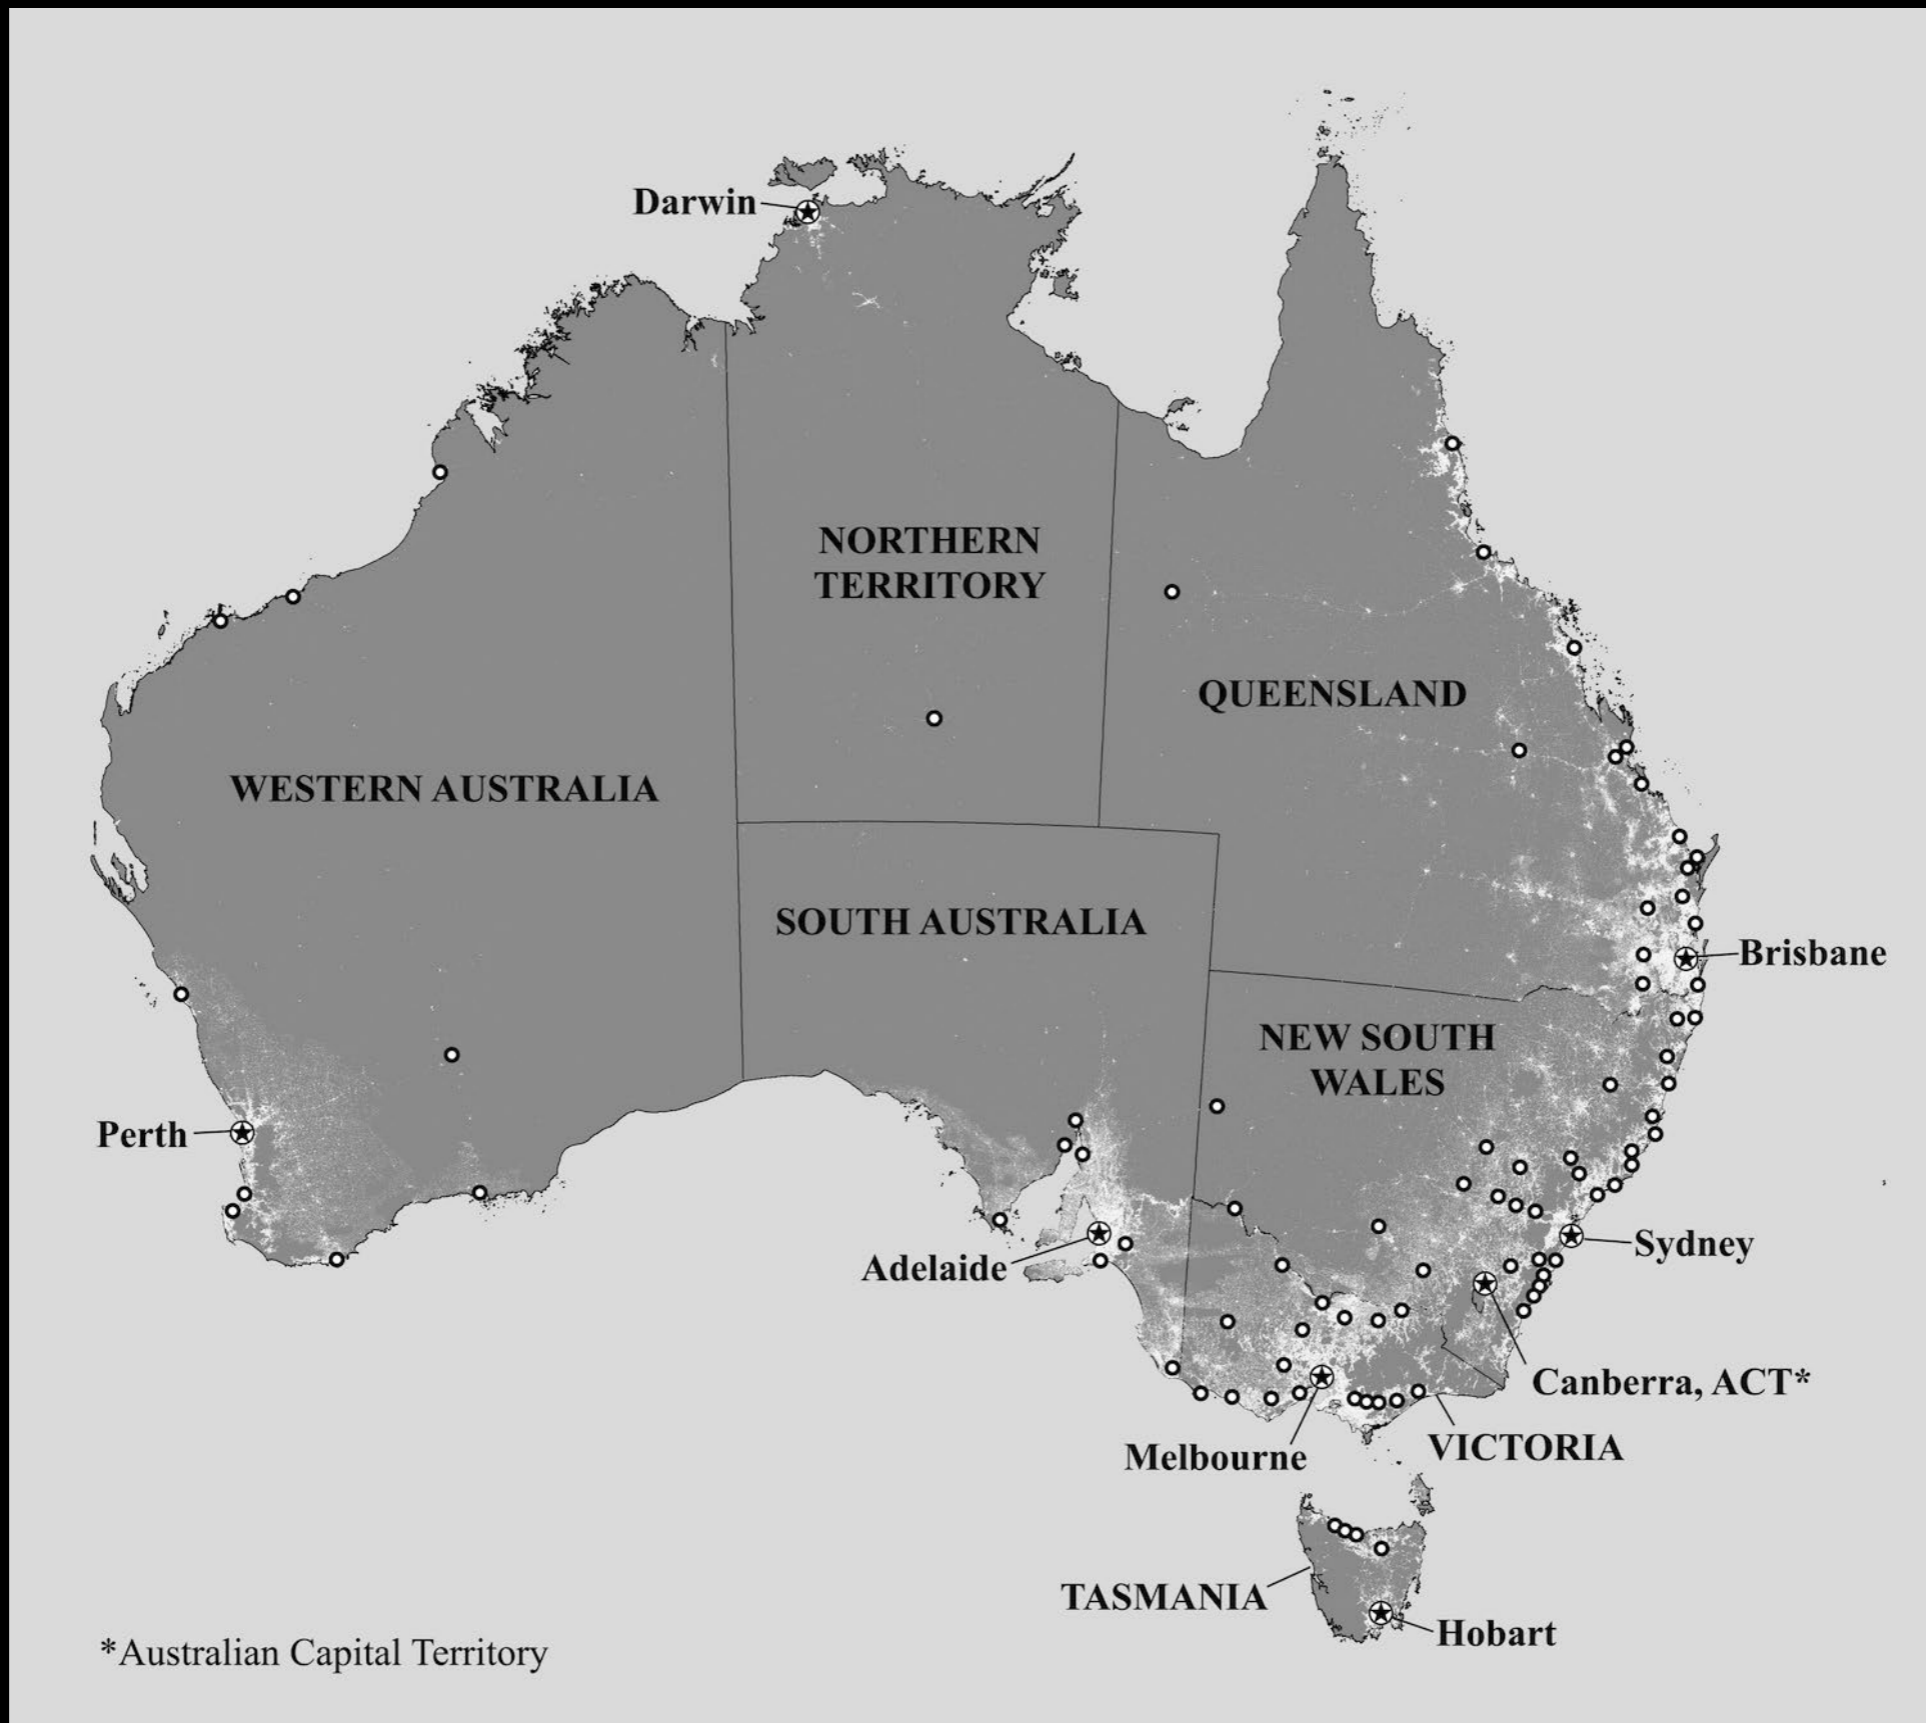 Darwin
NORTHERN
TERRITORY
QUEENSLAND
WESTERN AUSTRALIA
SOUTH AUSTRALIA
Brisbane
NEW SOUTH
WALES
Perth
Adelaide
Sydney
Canberra, ACT*
Melbourne
VICTORIA
TASMANIA
Hobart
*Australian Capital Territory